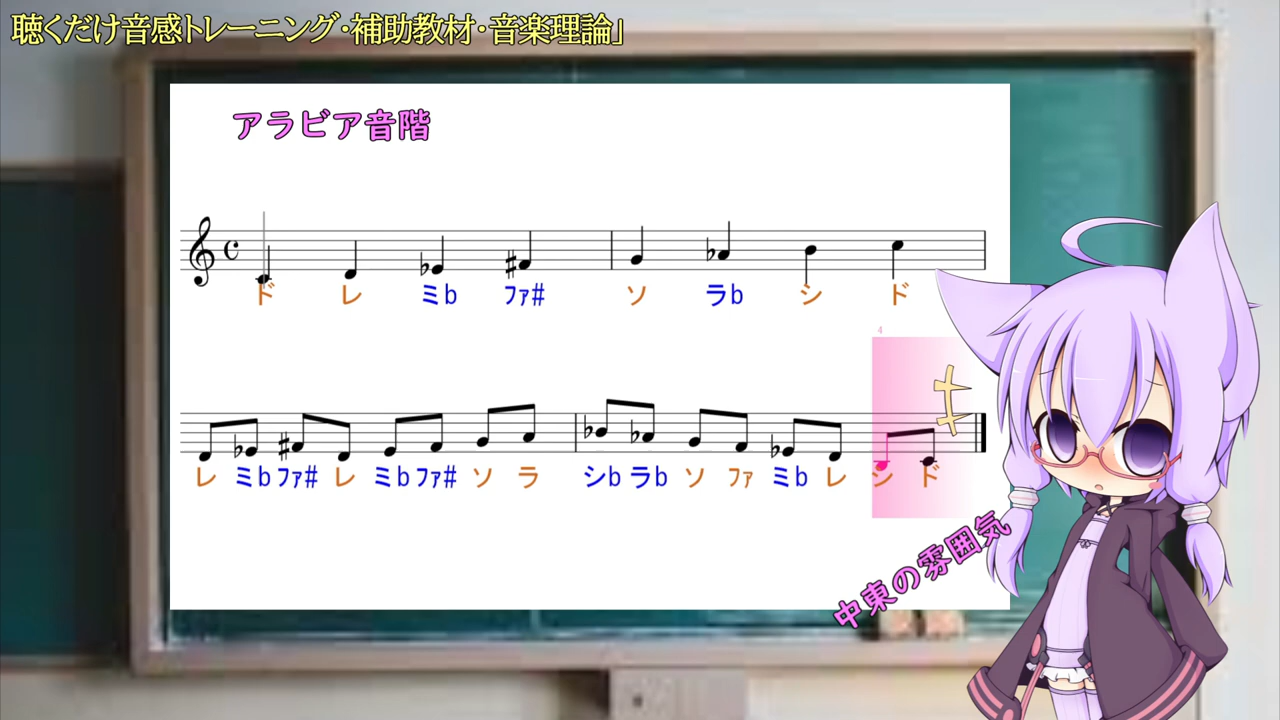 聴くだけ音感トレーニング・補助教材・音楽理論」
アラビア音階
ド レ ミb ファ# ソ ラb シ ド
4
レ ミb ファ# レ ミb ファ# ソ ラ シb ラb ソ ファ ミb レ シ ド
中東の雰囲気